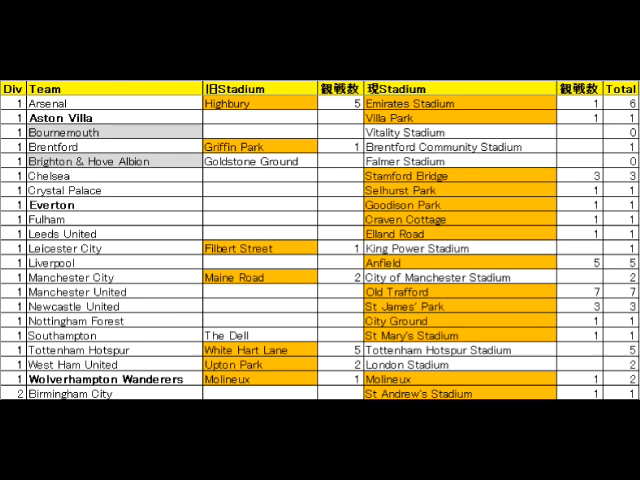 Div Team 旧Stadium 観戦数 現Stadium 観戦数 Total
1 Arsenal Highbury 5 Emirates Stadium 1 6
1 Aston Villa Villa Park 1 1
1 Bournemouth Vitality Stadium 0
1 Brentford Griffin Park 1 Brentford Community Stadium 1
1 Brighton & Hove Albion Goldstone Ground Falmer Stadium 0
1 Chelsea Stamford Bridge 3 3
1 Crystal Palace Selhurst Park 1 1
1 Everton Goodison Park 1 1
1 Fulham Craven Cottage 1 1
1 Leeds United Elland Road 1 1
1 Leicester City Filbert Street 1 King Power Stadium 1
1 Liverpool Anfield 5 5
1 Manchester City Maine Road 2 City of Manchester Stadium 2
1 Manchester United Old Trafford 7 7
1 Newcastle United St James' Park 3 3
1 Nottingham Forest City Ground 1 1
1 Southampton The Dell St Mary's Stadium 1 1
1 Tottenham Hotspur White Hart Lane 5 Tottenham Hotspur Stadium 5
1 West Ham United Upton Park 2 London Stadium 2
1 Wolverhampton Wanderers Molineux 1 Molineux 1 2
2 Birmingham City St Andrew's Stadium 1 1